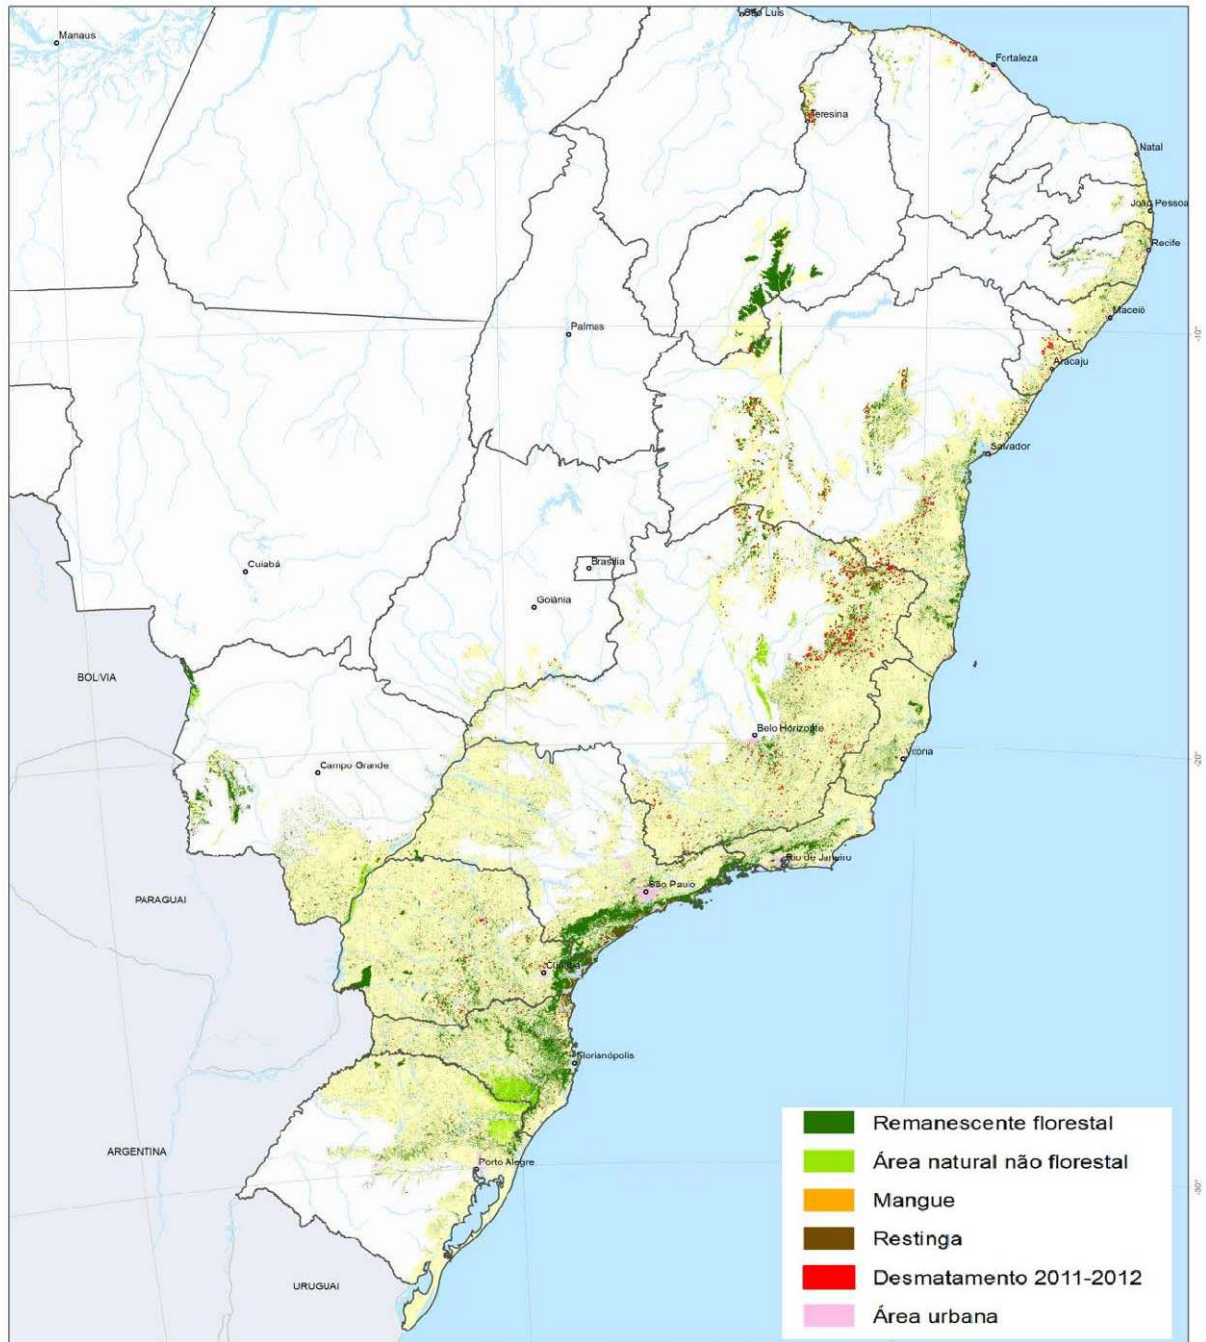 São Luis
Manaus
Fortaleza
Teresina
Natal
João Pessoa
Recife
Maceió
Palmas
-10°
Aracaju
Salvador
Brasília
Cuiabá
Goiânia
BOLIVIA
Belo Horizonte
Vitória
-20°
Campo Grande
Rio de Janeiro
São Paulo
PARAGUAI
Curitiba
Florianópolis
ARGENTINA
Porto Alegre
-30°
URUGUAI
Remanescente florestal
Área natural não florestal
Mangue
Restinga
Desmatamento 2011-2012
Área urbana